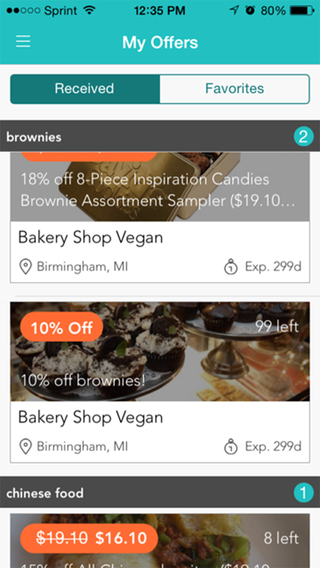 Sprint 12:35 PM 80%
My Offers
Received Favorites
brownies 2
18% off 8-Piece Inspiration Candies
Brownie Assortment Sampler ($19.10...
Bakery Shop Vegan
Birmingham, MI Exp. 299d
10% Off 99 left
10% off brownies!
Bakery Shop Vegan
Birmingham, MI Exp. 299d
chinese food 1
$19.10 $16.10 8 left